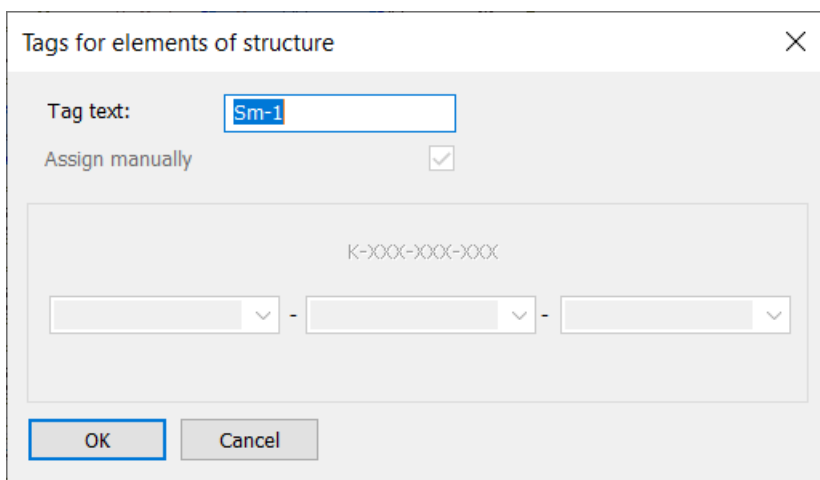 Tags for elements of structure
Tag text: Sm-1
Assign manually
K-XXX-XXX-XXX
- -
OK Cancel